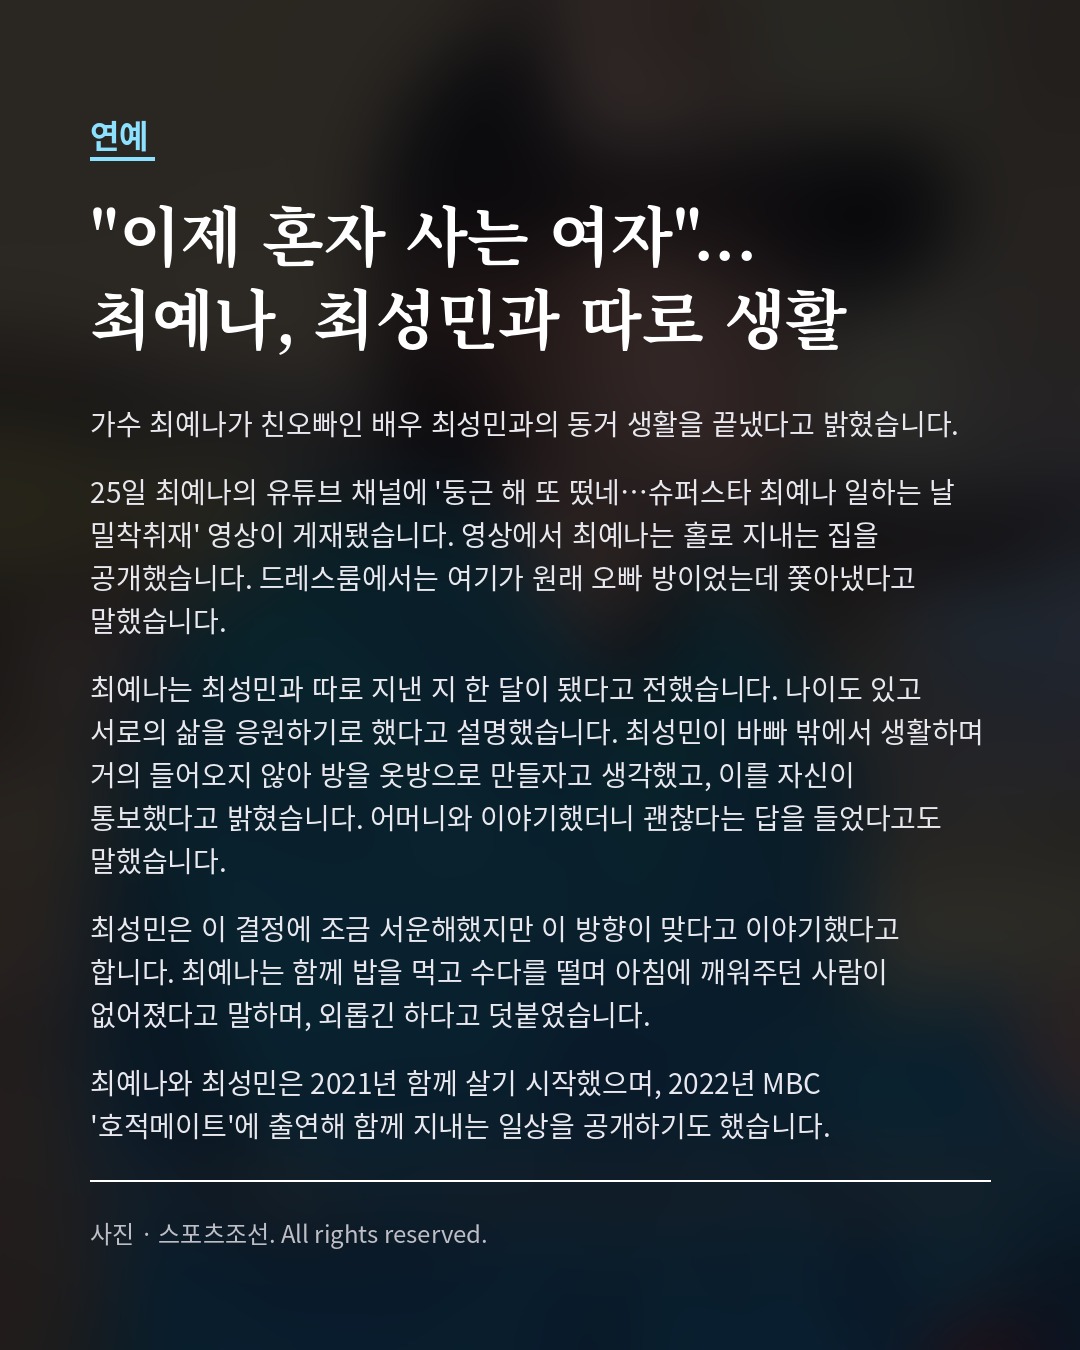 연예
"이제 혼자 사는 여자"...
최예나, 최성민과 따로 생활
가수 최예나가 친오빠인 배우 최성민과의 동거 생활을 끝냈다고 밝혔습니다.
25일 최예나의 유튜브 채널에 '둥근 해 또 떴네…슈퍼스타 최예나 일하는 날
밀착취재' 영상이 게재됐습니다. 영상에서 최예나는 홀로 지내는 집을
공개했습니다. 드레스룸에서는 여기가 원래 오빠 방이었는데 쫓아냈다고
말했습니다.
최예나는 최성민과 따로 지낸 지 한 달이 됐다고 전했습니다. 나이도 있고
서로의 삶을 응원하기로 했다고 설명했습니다. 최성민이 바빠 밖에서 생활하며
거의 들어오지 않아 방을 옷방으로 만들자고 생각했고, 이를 자신이
통보했다고 밝혔습니다. 어머니와 이야기했더니 괜찮다는 답을 들었다고도
말했습니다.
최성민은 이 결정에 조금 서운해했지만 이 방향이 맞다고 이야기했다고
합니다. 최예나는 함께 밥을 먹고 수다를 떨며 아침에 깨워주던 사람이
없어졌다고 말하며, 외롭긴 하다고 덧붙였습니다.
최예나와 최성민은 2021년 함께 살기 시작했으며, 2022년 MBC
'호적메이트'에 출연해 함께 지내는 일상을 공개하기도 했습니다.
사진 · 스포츠조선. All rights reserved.